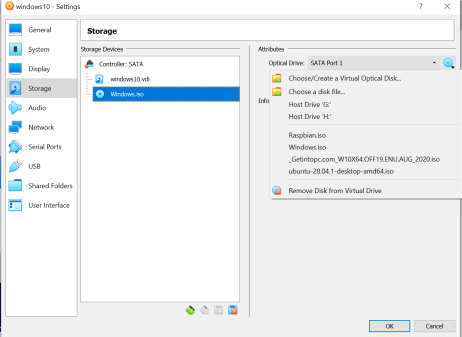 windows10 - Settings
General
System
Display
Storage
Audio
Network
Serial Ports
USB
Shared Folders
User Interface
Storage
Storage Devices
Controller: SATA
windows10.vdi
Windows.iso
Attributes
Optical Drive: SATA Port 1
Info
Choose/Create a Virtual Optical Disk...
Choose a disk file...
Host Drive 'G:'
Host Drive 'H:'
Raspbian.iso
Windows.iso
_Getintopc.com_W10X64.OFF19.ENU.AUG_2020.iso
ubuntu-20.04.1-desktop-amd64.iso
Remove Disk from Virtual Drive
OK
Cancel